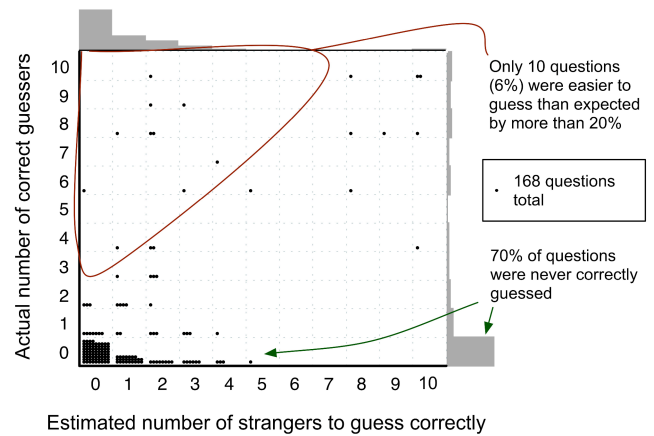 Only 10 questions
(6%) were easier to
guess than expected
by more than 20%
168 questions
total
70% of questions
were never correctly
guessed
Actual number of correct guessers
10
9
8
7
6
5
4
3
2
1
0
0 1 2 3 4 5 6 7 8 9 10
Estimated number of strangers to guess correctly